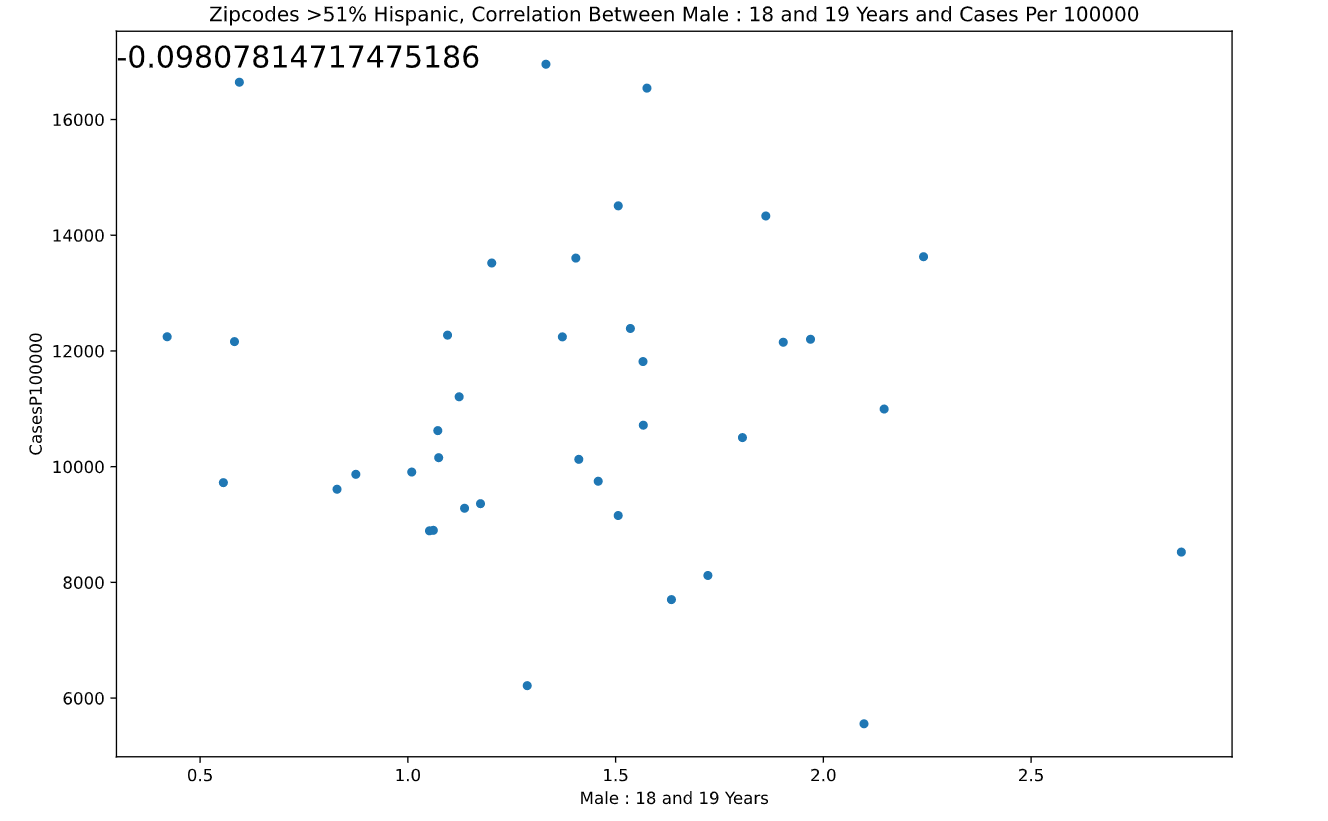 Zipcodes >51% Hispanic, Correlation Between Male : 18 and 19 Years and Cases Per 100000
-0.09807814717475186
16000
14000
12000
10000
8000
6000
CasesP100000
0.5 1.0 1.5 2.0 2.5
Male : 18 and 19 Years